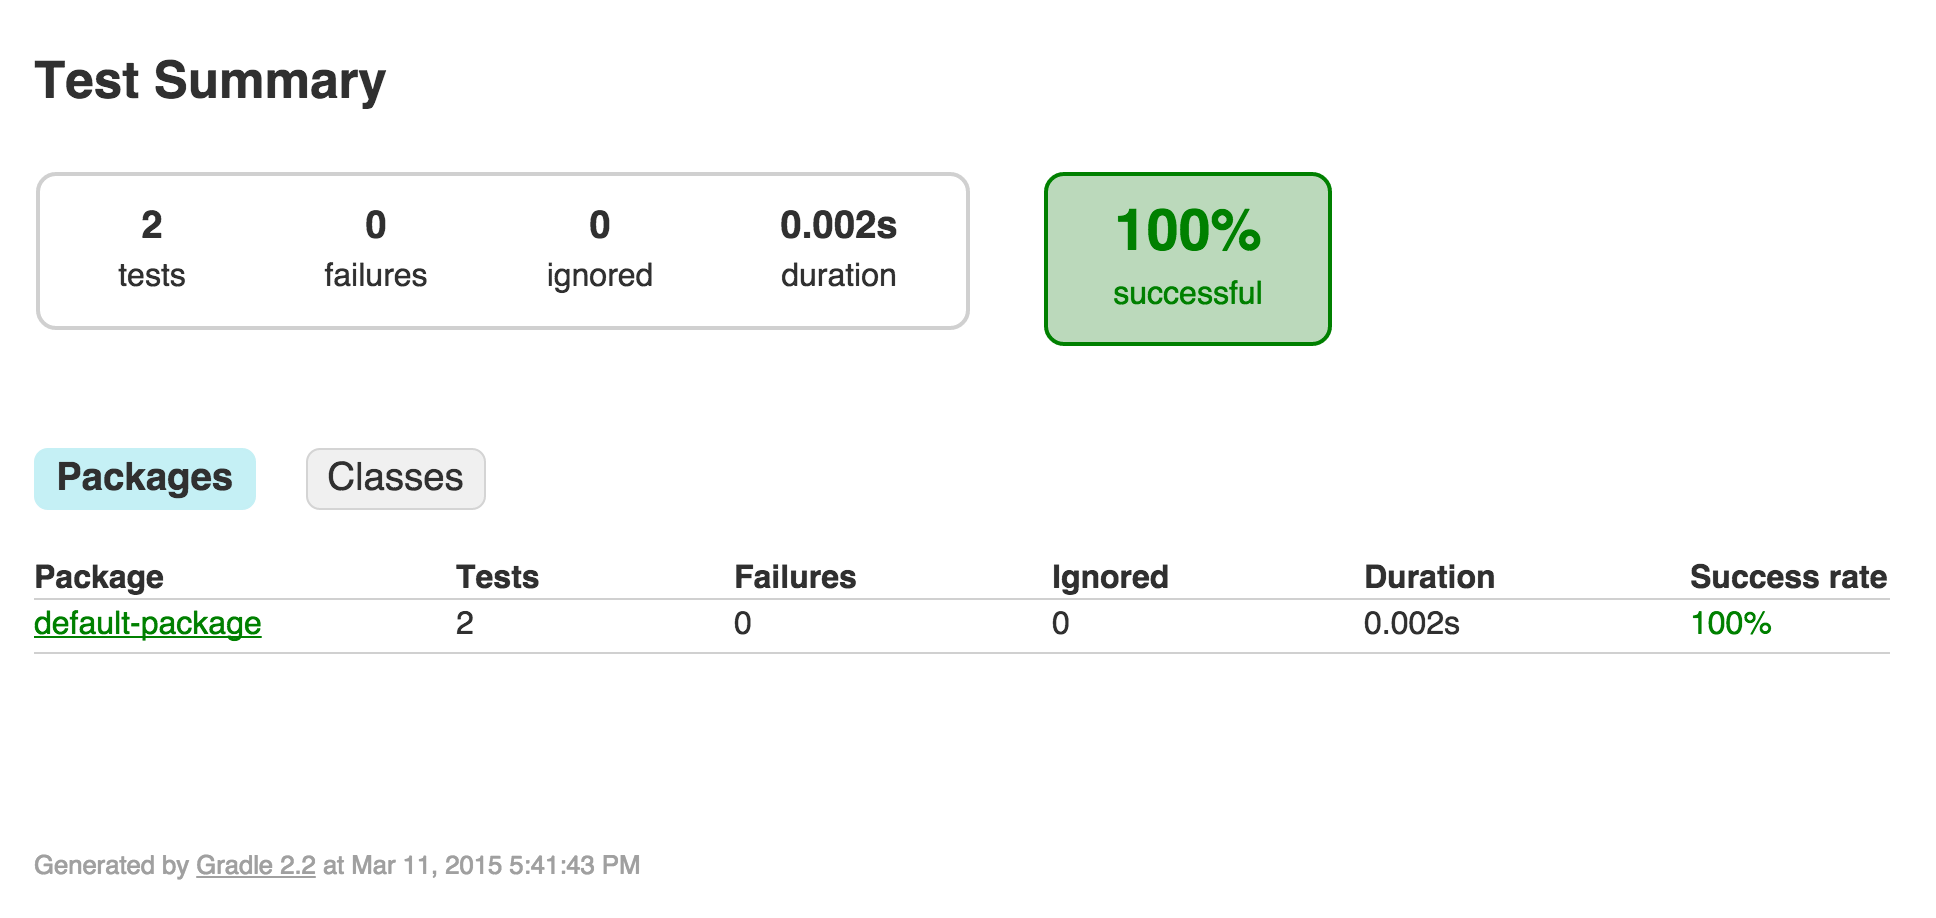 Test Summary
2 0 0 0.002s
tests failures ignored duration
100%
successful
Packages Classes
Package Tests Failures Ignored Duration Success rate
default-package 2 0 0 0.002s 100%
Generated by Gradle 2.2 at Mar 11, 2015 5:41:43 PM